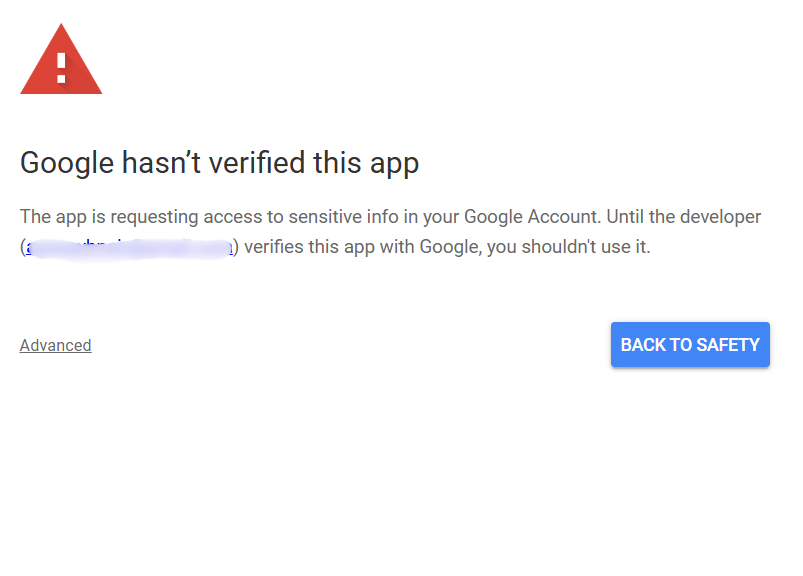 Google hasn’t verified this app
The app is requesting access to sensitive info in your Google Account. Until the developer
() verifies this app with Google, you shouldn't use it.
Advanced
BACK TO SAFETY